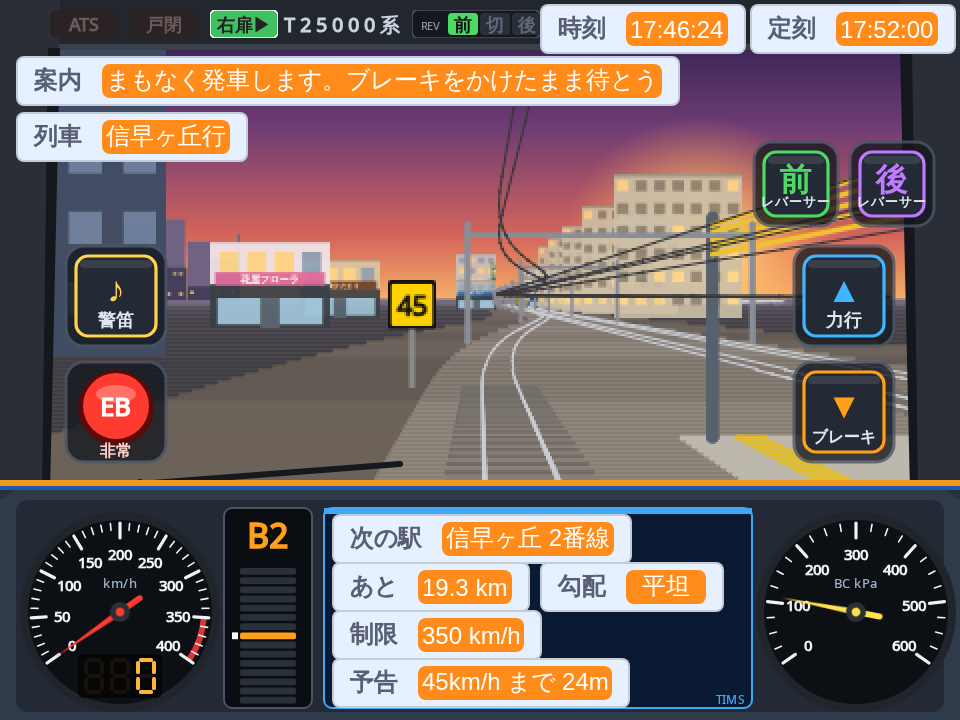 ATS 戸閉 右扉▶ T25000系 REV 前 切 後
時刻 17:46:24
定刻 17:52:00
案内 まもなく発車します。ブレーキをかけたまま待とう
列車 信早ヶ丘行
前 レバーサー
後 レバーサー
花屋フローラ
45
♪ 警笛
▲ 力行
EB 非常
▼ ブレーキ
0 50 100 150 200 250 300 350 400
km/h
0
B2
次の駅 信早ヶ丘 2番線
あと 19.3 km
勾配 平坦
制限 350 km/h
予告 45km/h まで 24m
TIMS
0 100 200 300 400 500 600
BC kPa